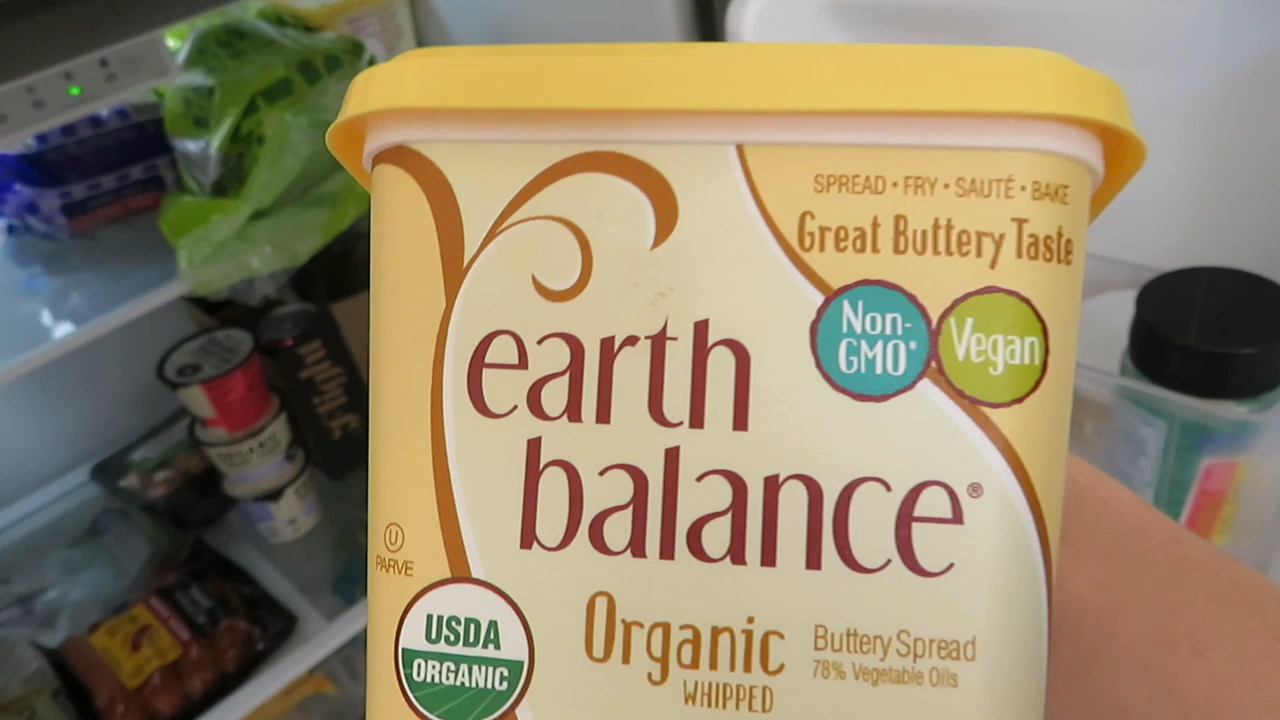 SPREAD • FRY • SAUTÉ • BAKE
Great Buttery Taste
Non-
GMO*
Vegan
earth
balance®
U
PARVE
USDA
ORGANIC
Organic
WHIPPED
Buttery Spread
78% Vegetable Oils
Flight